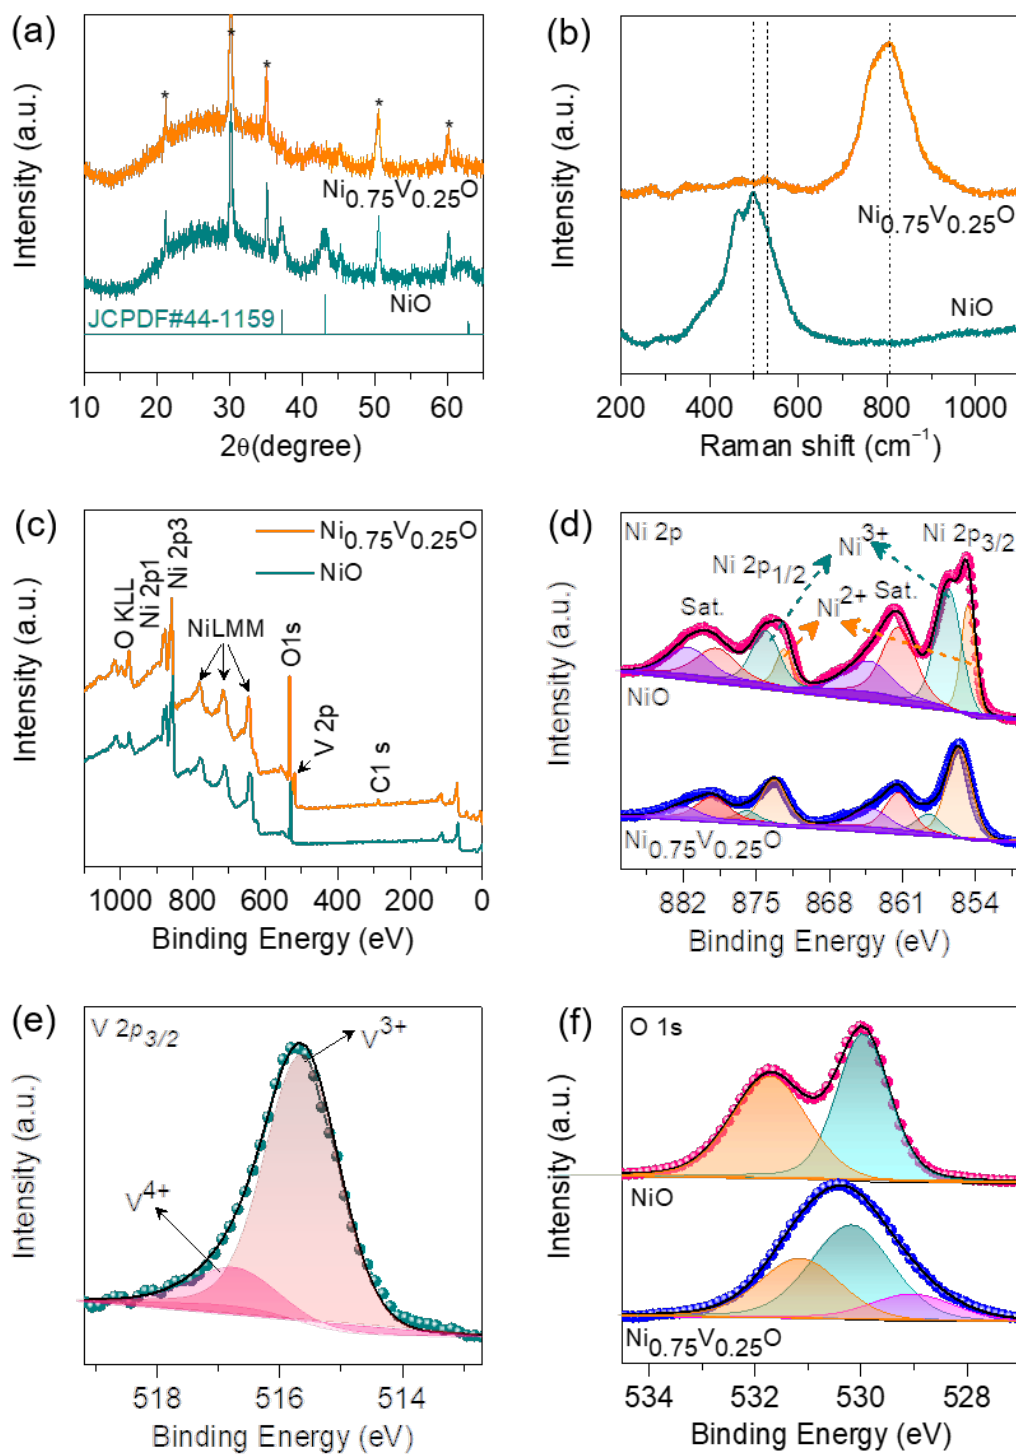 (a)
Intensity (a.u.)
*
*
*
*
*
Ni0.75V0.25O
NiO
JCPDF#44-1159
10 20 30 40 50 60
2θ(degree)
(b)
Intensity (a.u.)
Ni0.75V0.25O
NiO
200 400 600 800 1000
Raman shift (cm−1)
(c)
Intensity (a.u.)
Ni0.75V0.25O
NiO
O KLL
Ni 2p1
Ni 2p3
NiLMM
O1s
V 2p
C1 s
1000 800 600 400 200 0
Binding Energy (eV)
(d)
Intensity (a.u.)
Ni 2p
Ni3+
Ni 2p3/2
Ni 2p1/2
Ni2+
Sat.
Sat.
NiO
Ni0.75V0.25O
882 875 868 861 854
Binding Energy (eV)
(e)
Intensity (a.u.)
V 2p3/2
V3+
V4+
518 516 514
Binding Energy (eV)
(f)
Intensity (a.u.)
O 1s
NiO
Ni0.75V0.25O
534 532 530 528
Binding Energy (eV)